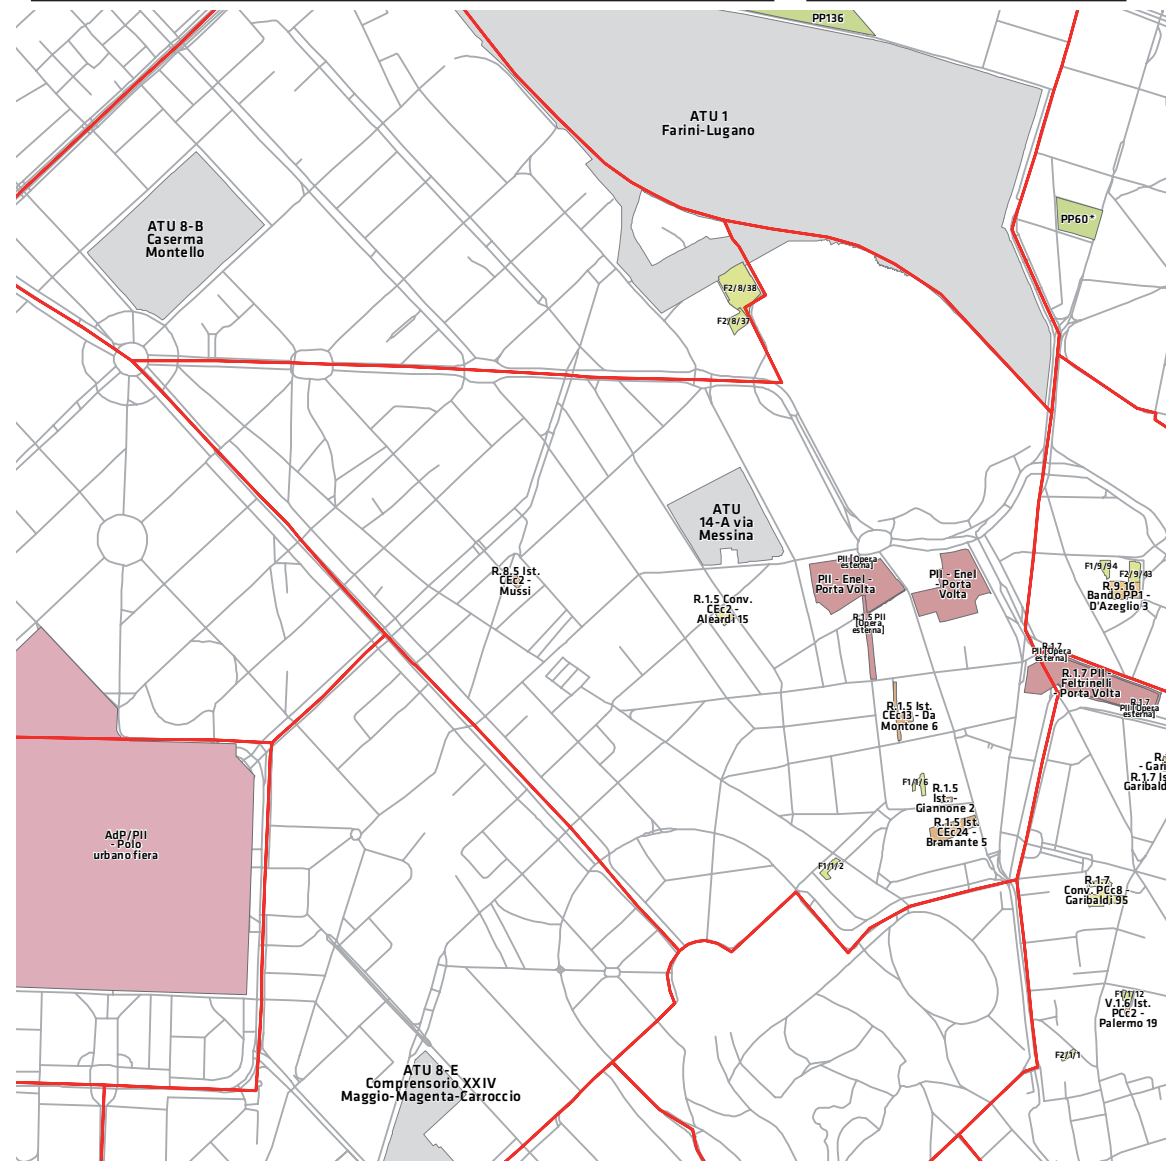 PP136
ATU 1
Farini-Lugano
PP60*
ATU 8-B
Caserma
Montello
F2/8/38
F2/8/37
ATU
14-A via
Messina
PII [Opera
esterna]
PII - Enel -
Porta Volta
PII - Enel
- Porta
Volta
F1/9/94
F2/9/43
R.9.16
Bando PP1 -
D'Azeglio 3
R.8.5 Ist.
CEc2 -
Mussi
R.1.5 Conv.
CEc2 -
Aleardi 15
R.1.5 PII
[Opera
esterna]
R.1.7
PII [Opera
esterna]
R.1.7 PII -
Feltrinelli
- Porta Volta
R.1.7
PII [Opera
esterna]
R.1.5 Ist.
CEc13 - Da
Montone 6
- Gari
R.1.7 Is
Garibald
F1/1/6
R.1.5
Ist. -
Giannone 2
R.1.5 Ist.
CEc24 -
Bramante 5
AdP/PII
- Polo
urbano fiera
F1/1/2
R.1.7
Conv. PCc8 -
Garibaldi 95
F1/1/12
V.1.6 Ist.
PCc2 -
Palermo 19
F2/1/1
ATU 8-E
Comprensorio XXIV
Maggio-Magenta-Carroccio